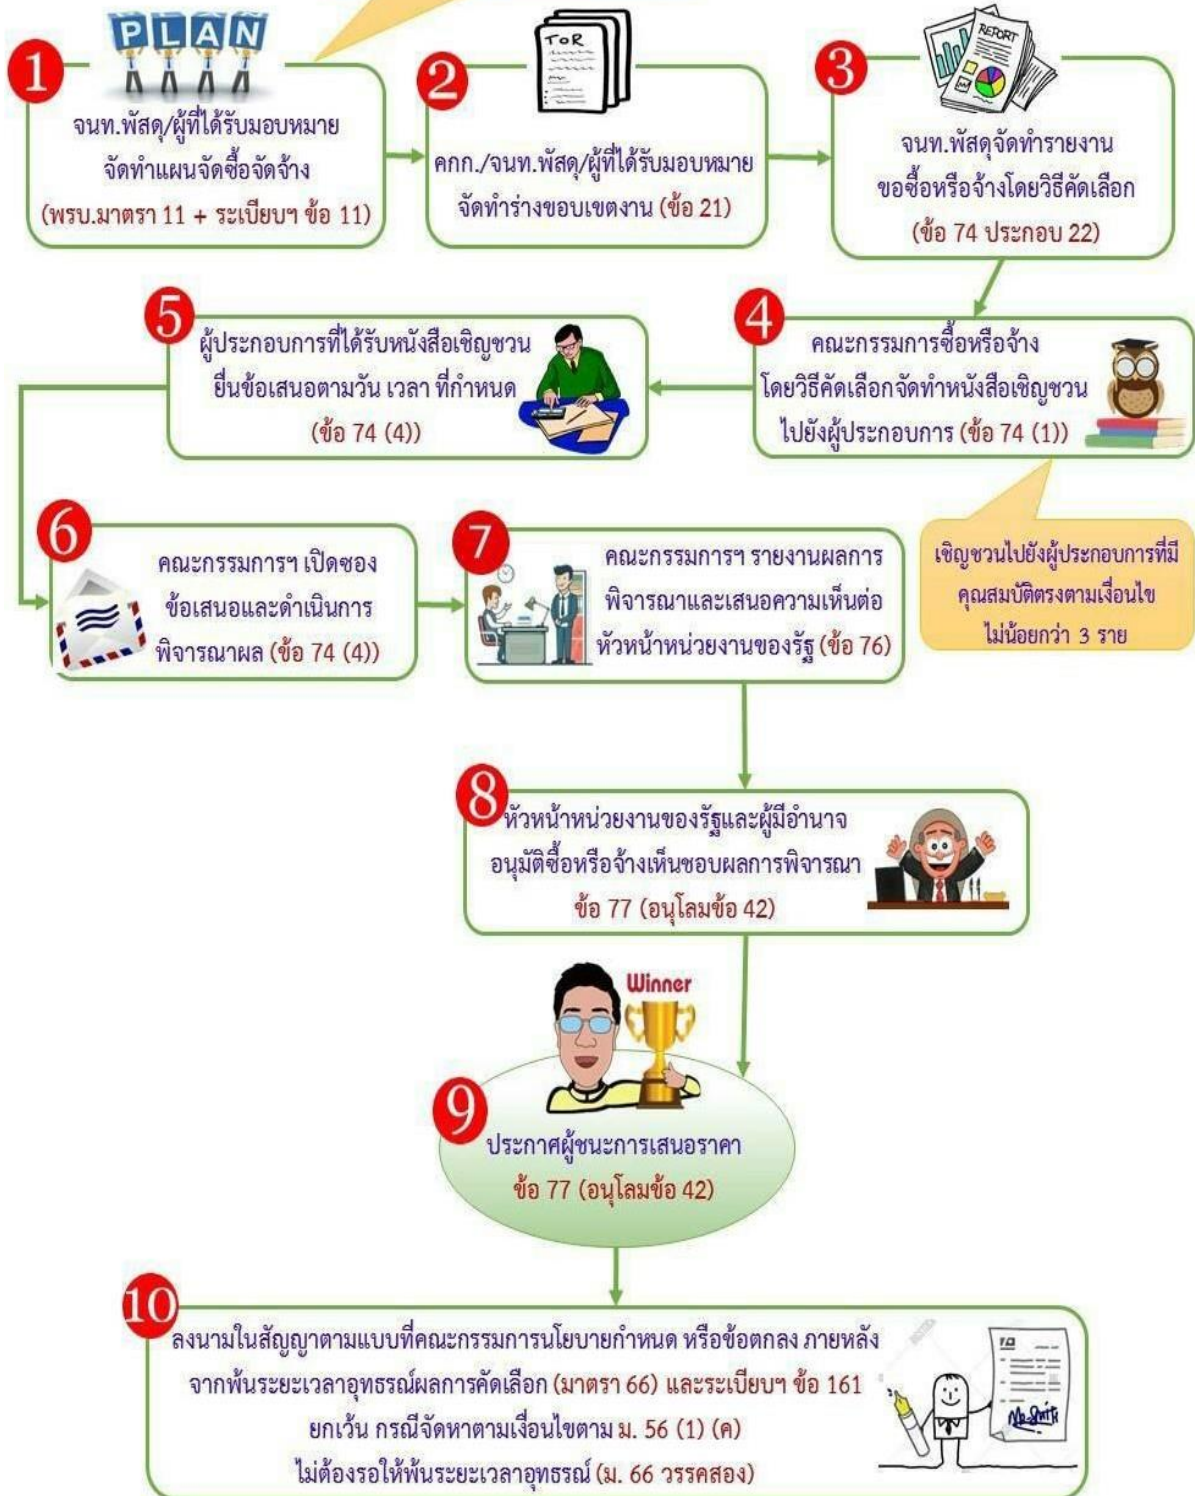 PLAN
1
จนท.พัสดุ/ผู้ที่ได้รับมอบหมาย
จัดทำแผนจัดซื้อจัดจ้าง
(พรบ.มาตรา 11 + ระเบียบฯ ข้อ 11)
2
TOR
คกก./จนท.พัสดุ/ผู้ที่ได้รับมอบหมาย
จัดทำร่างขอบเขตงาน (ข้อ 21)
3
REPORT
จนท.พัสดุจัดทำรายงาน
ขอซื้อหรือจ้างโดยวิธีคัดเลือก
(ข้อ 74 ประกอบ 22)
4
คณะกรรมการซื้อหรือจ้าง
โดยวิธีคัดเลือกจัดทำหนังสือเชิญชวน
ไปยังผู้ประกอบการ (ข้อ 74 (1))
เชิญชวนไปยังผู้ประกอบการที่มี
คุณสมบัติตรงตามเงื่อนไข
ไม่น้อยกว่า 3 ราย
5
ผู้ประกอบการที่ได้รับหนังสือเชิญชวน
ยื่นข้อเสนอตามวัน เวลา ที่กำหนด
(ข้อ 74 (4))
6
คณะกรรมการฯ เปิดซอง
ข้อเสนอและดำเนินการ
พิจารณาผล (ข้อ 74 (4))
7
คณะกรรมการฯ รายงานผลการ
พิจารณาและเสนอความเห็นต่อ
หัวหน้าหน่วยงานของรัฐ (ข้อ 76)
8
หัวหน้าหน่วยงานของรัฐและผู้มีอำนาจ
อนุมัติซื้อหรือจ้างเห็นชอบผลการพิจารณา
ข้อ 77 (อนุโลมข้อ 42)
Winner
9
ประกาศผู้ชนะการเสนอราคา
ข้อ 77 (อนุโลมข้อ 42)
10
ลงนามในสัญญาตามแบบที่คณะกรรมการนโยบายกำหนด หรือข้อตกลง ภายหลัง
จากพ้นระยะเวลาอุทธรณ์ผลการคัดเลือก (มาตรา 66) และระเบียบฯ ข้อ 161
ยกเว้น กรณีจัดหาตามเงื่อนไขตาม ม. 56 (1) (ค)
ไม่ต้องรอให้พ้นระยะเวลาอุทธรณ์ (ม. 66 วรรคสอง)